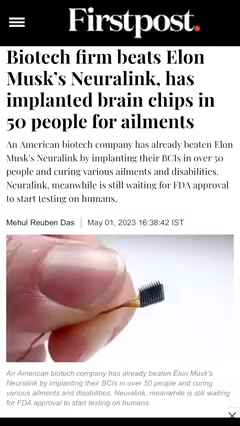 Firstpost.
Biotech firm beats Elon
Musk's Neuralink, has
implanted brain chips in
50 people for ailments
An American biotech company has already beaten Elon
Musk's Neuralink by implanting their BCIs in over 50
people and curing various ailments and disabilities.
Neuralink, meanwhile is still waiting for FDA approval
to start testing on humans.
Mehul Reuben Das | May 01, 2023 16:38:42 IST
An American biotech company has already beaten Elon Musk's
Neuralink by implanting their BCIs in over 50 people and curing
various ailments and disabilities. Neuralink, meanwhile is still waiting
for FDA approval to start testing on humans.